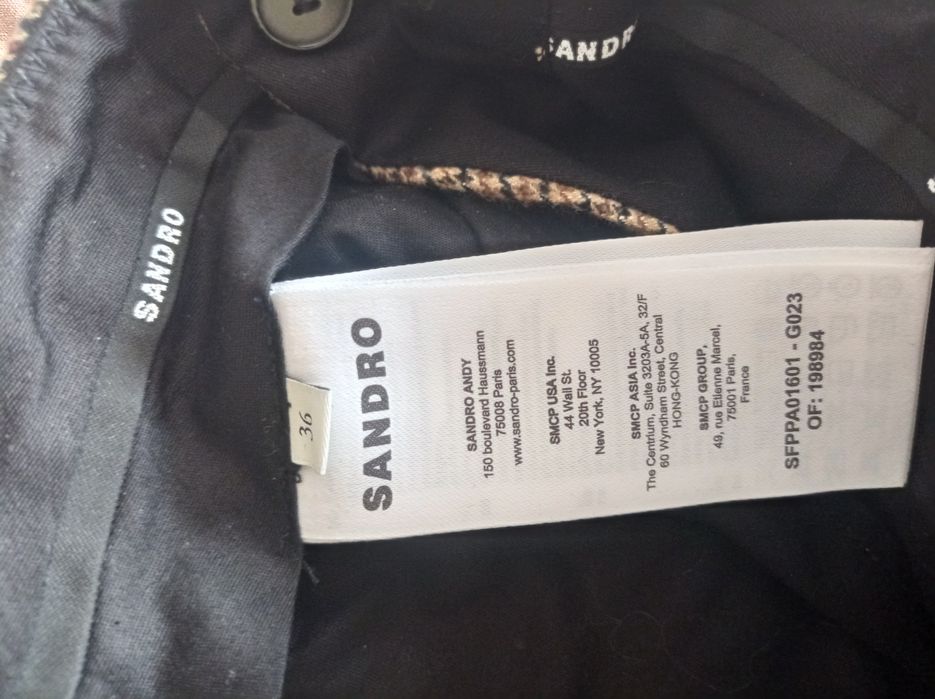 SANDRO
SANDRO
36
SANDRO
SANDRO ANDY
150 boulevard Haussmann
75008 Paris
www.sandro-paris.com
SMCP USA Inc.
44 Wall St.
20th Floor
New York, NY 10005
SMCP ASIA Inc.
The Centrium, Suite 3203A-5A, 32/F
60 Wyndham Street, Central
HONG-KONG
SMCP GROUP,
49, rue Etienne Marcel,
75001 Paris,
France
SFPPA01601 - G023
OF: 198984